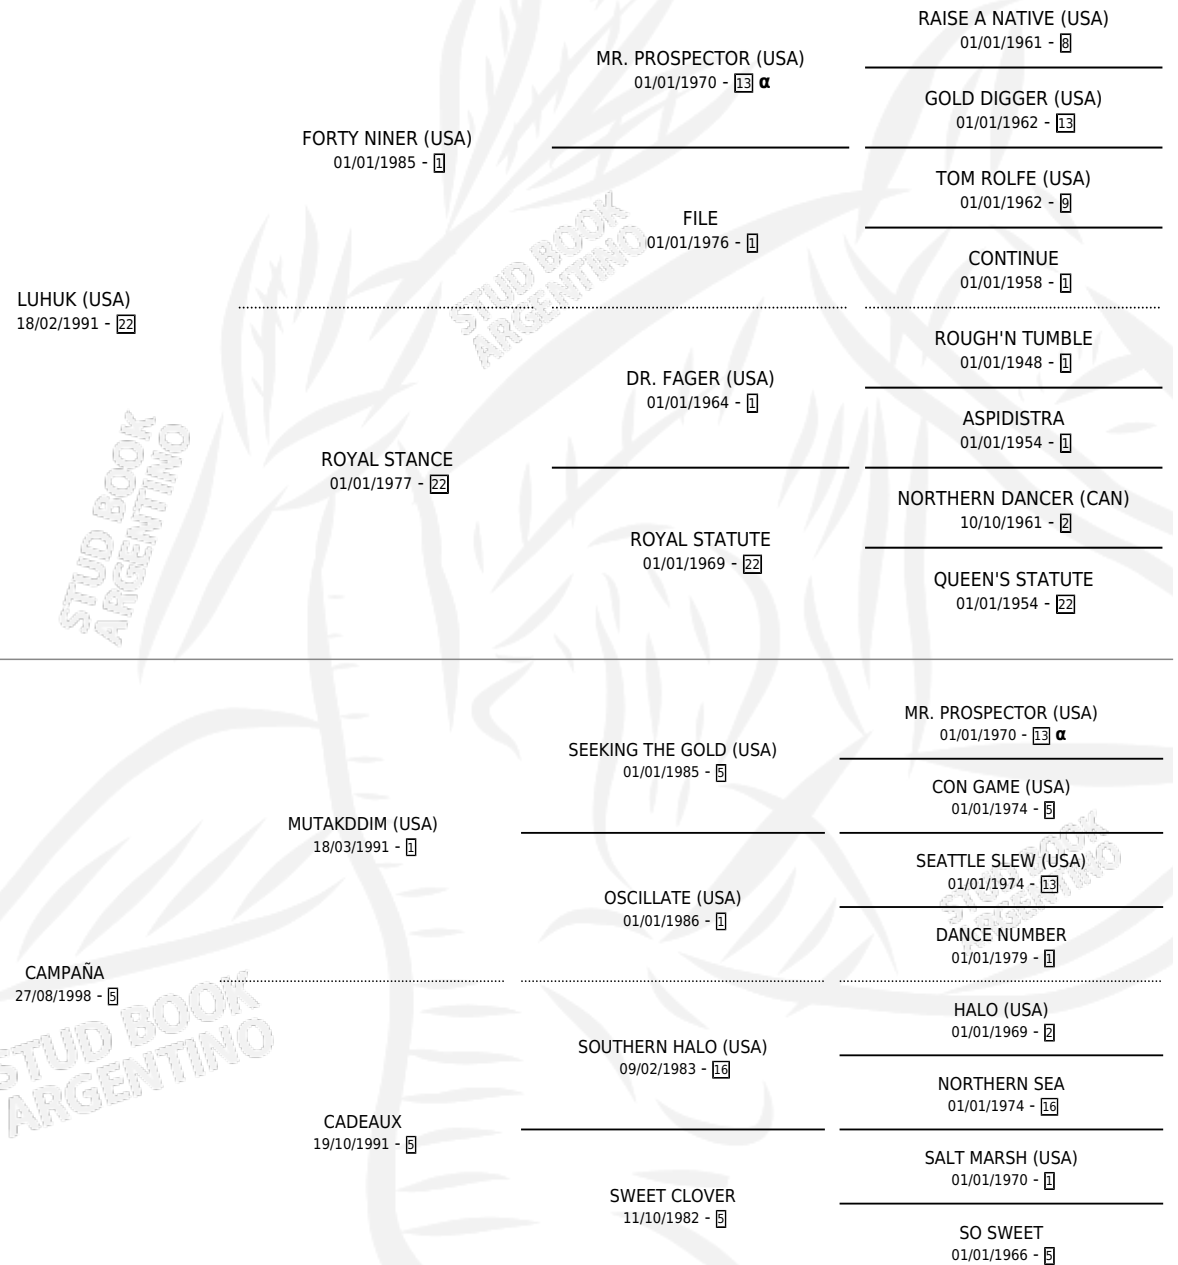 RAISE A NATIVE (USA)
01/01/1961 - 8
MR. PROSPECTOR (USA)
01/01/1970 - 13 α
GOLD DIGGER (USA)
01/01/1962 - 13
FORTY NINER (USA)
01/01/1985 - 1
TOM ROLFE (USA)
01/01/1962 - 9
FILE
01/01/1976 - 1
CONTINUE
01/01/1958 - 1
LUHUK (USA)
18/02/1991 - 22
ROUGH'N TUMBLE
01/01/1948 - 1
DR. FAGER (USA)
01/01/1964 - 1
ASPIDISTRA
01/01/1954 - 1
ROYAL STANCE
01/01/1977 - 22
NORTHERN DANCER (CAN)
10/10/1961 - 2
ROYAL STATUTE
01/01/1969 - 22
QUEEN'S STATUTE
01/01/1954 - 22
MR. PROSPECTOR (USA)
01/01/1970 - 13 α
SEEKING THE GOLD (USA)
01/01/1985 - 5
CON GAME (USA)
01/01/1974 - 5
MUTAKDDIM (USA)
18/03/1991 - 1
SEATTLE SLEW (USA)
01/01/1974 - 13
OSCILLATE (USA)
01/01/1986 - 1
DANCE NUMBER
01/01/1979 - 1
CAMPAÑA
27/08/1998 - 5
HALO (USA)
01/01/1969 - 2
SOUTHERN HALO (USA)
09/02/1983 - 16
NORTHERN SEA
01/01/1974 - 16
CADEAUX
19/10/1991 - 5
SALT MARSH (USA)
01/01/1970 - 1
SWEET CLOVER
11/10/1982 - 5
SO SWEET
01/01/1966 - 5
STUD BOOK
ARGENTINO
STUD BOOK
ARGENTINO
STUD BOOK
ARGENTINO
STUD BOOK
ARGENTINO